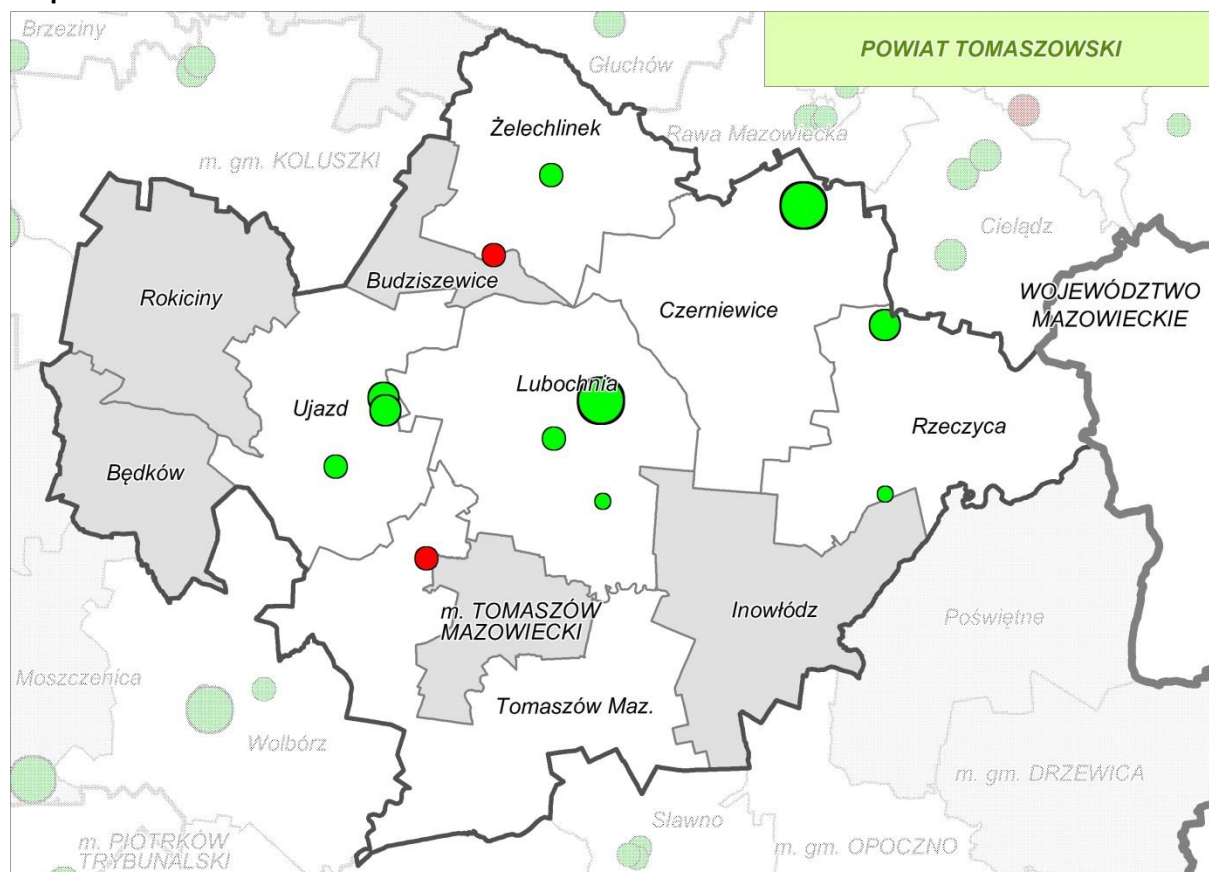 Brzeziny
POWIAT TOMASZOWSKI
Głuchów
Żelechlinek
Rawa Mazowiecka
m. gm. KOLUSZKI
Cielądz
Budziszewice
Rokiciny
WOJEWÓDZTWO
MAZOWIECKIE
Czerniewice
Lubochnia
Ujazd
Rzeczyca
Będków
m. TOMASZÓW
MAZOWIECKI
Inowłódz
Poświętne
Moszczenica
Tomaszów Maz.
Wolbórz
m. gm. DRZEWICA
Sławno
m. PIOTRKÓW
TRYBUNALSKI
m. gm. OPOCZNO